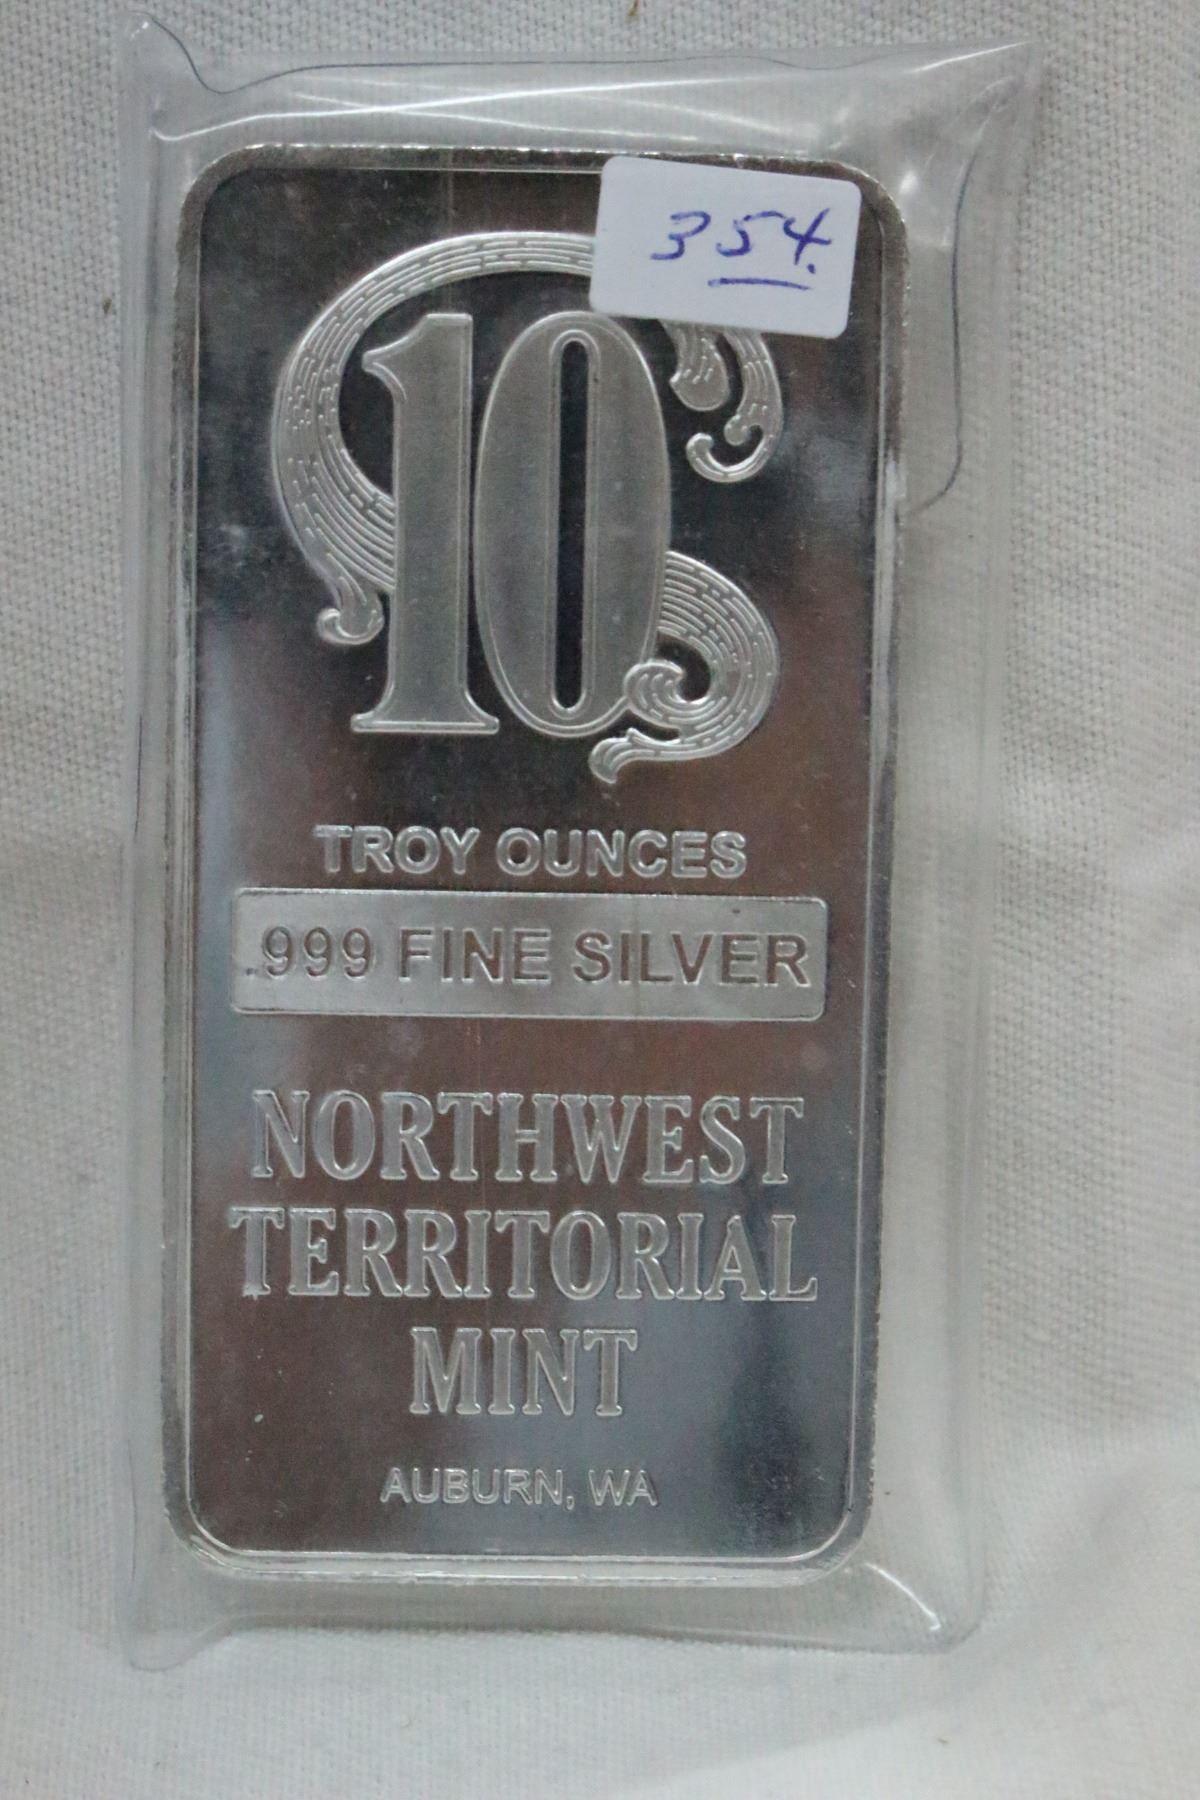 354.
10
TROY OUNCES
.999 FINE SILVER
NORTHWEST
TERRITORIAL
MINT
AUBURN, WA